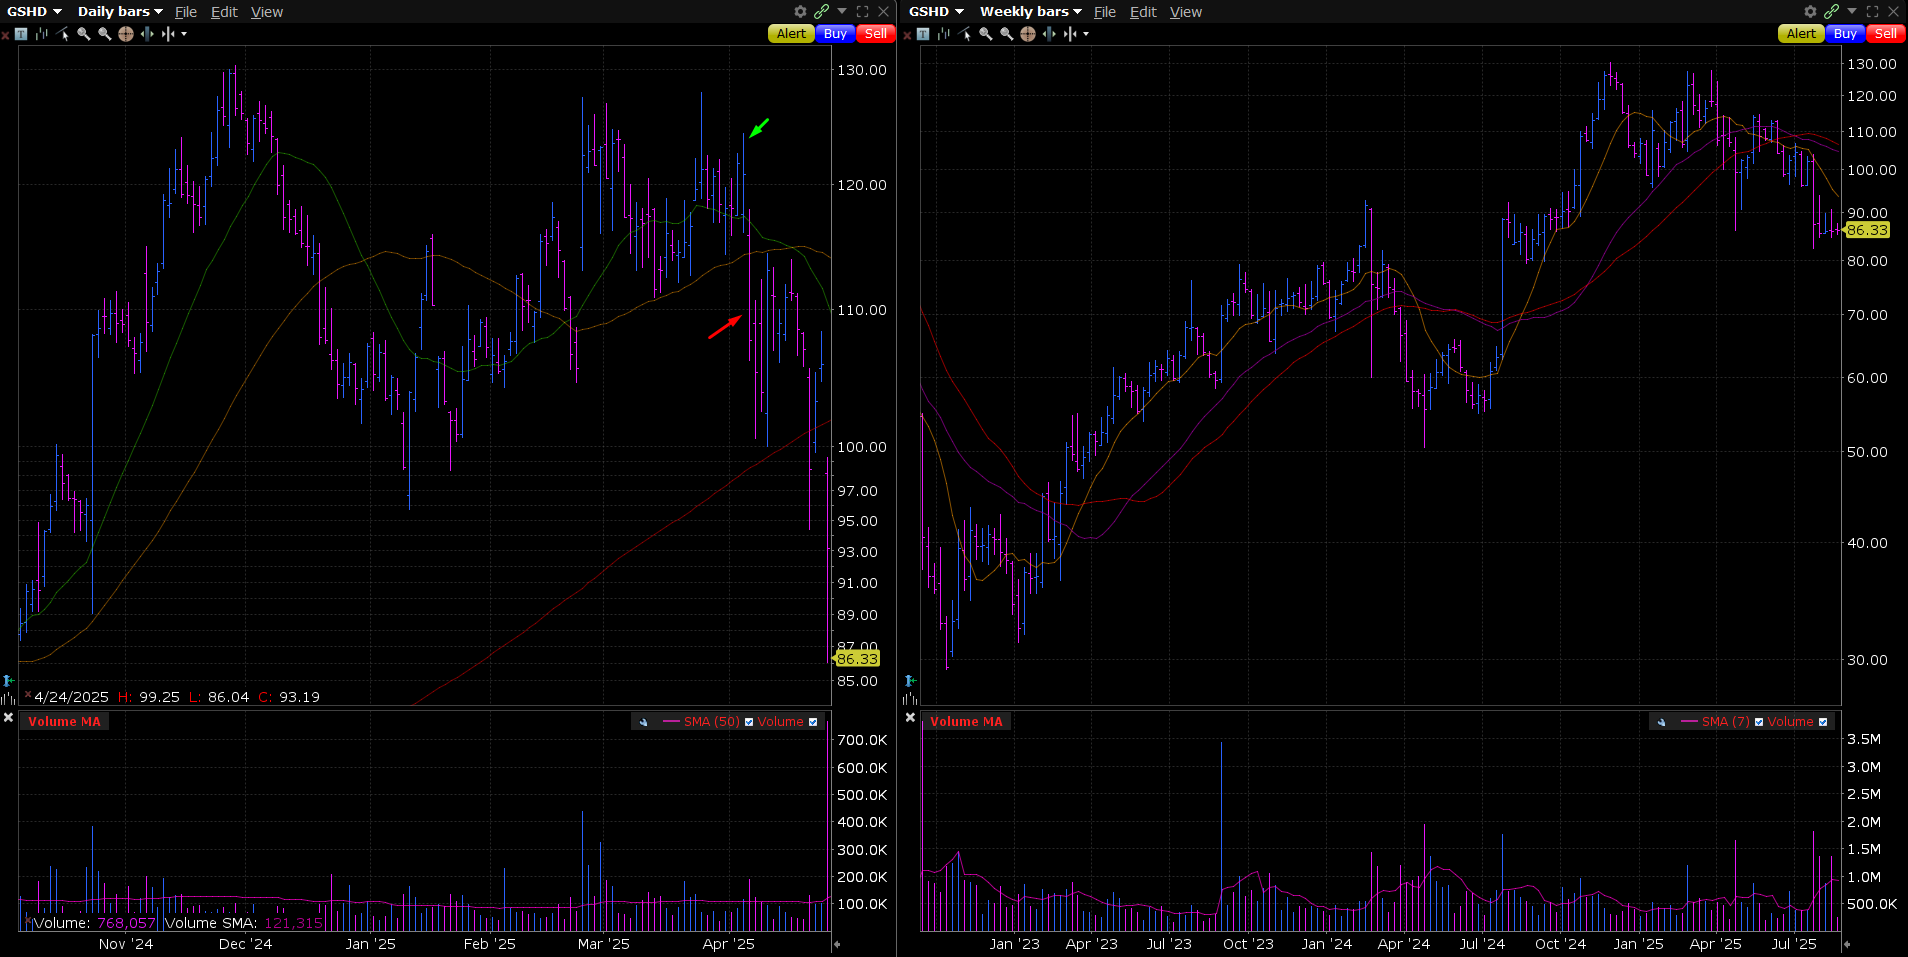 GSHD Daily bars File Edit View
Alert Buy Sell
130.00
120.00
110.00
100.00
97.00
95.00
93.00
91.00
89.00
87.00
86.33
85.00
4/24/2025 H: 99.25 L: 86.04 C: 93.19
Volume MA
SMA (50) Volume
700.0K
600.0K
500.0K
400.0K
300.0K
200.0K
100.0K
Volume: 768,057 Volume SMA: 121,315
Nov '24 Dec '24 Jan '25 Feb '25 Mar '25 Apr '25
GSHD Weekly bars File Edit View
Alert Buy Sell
130.00
120.00
110.00
100.00
90.00
86.33
80.00
70.00
60.00
50.00
40.00
30.00
Volume MA
SMA (7) Volume
3.5M
3.0M
2.5M
2.0M
1.5M
1.0M
500.0K
Jan '23 Apr '23 Jul '23 Oct '23 Jan '24 Apr '24 Jul '24 Oct '24 Jan '25 Apr '25 Jul '25